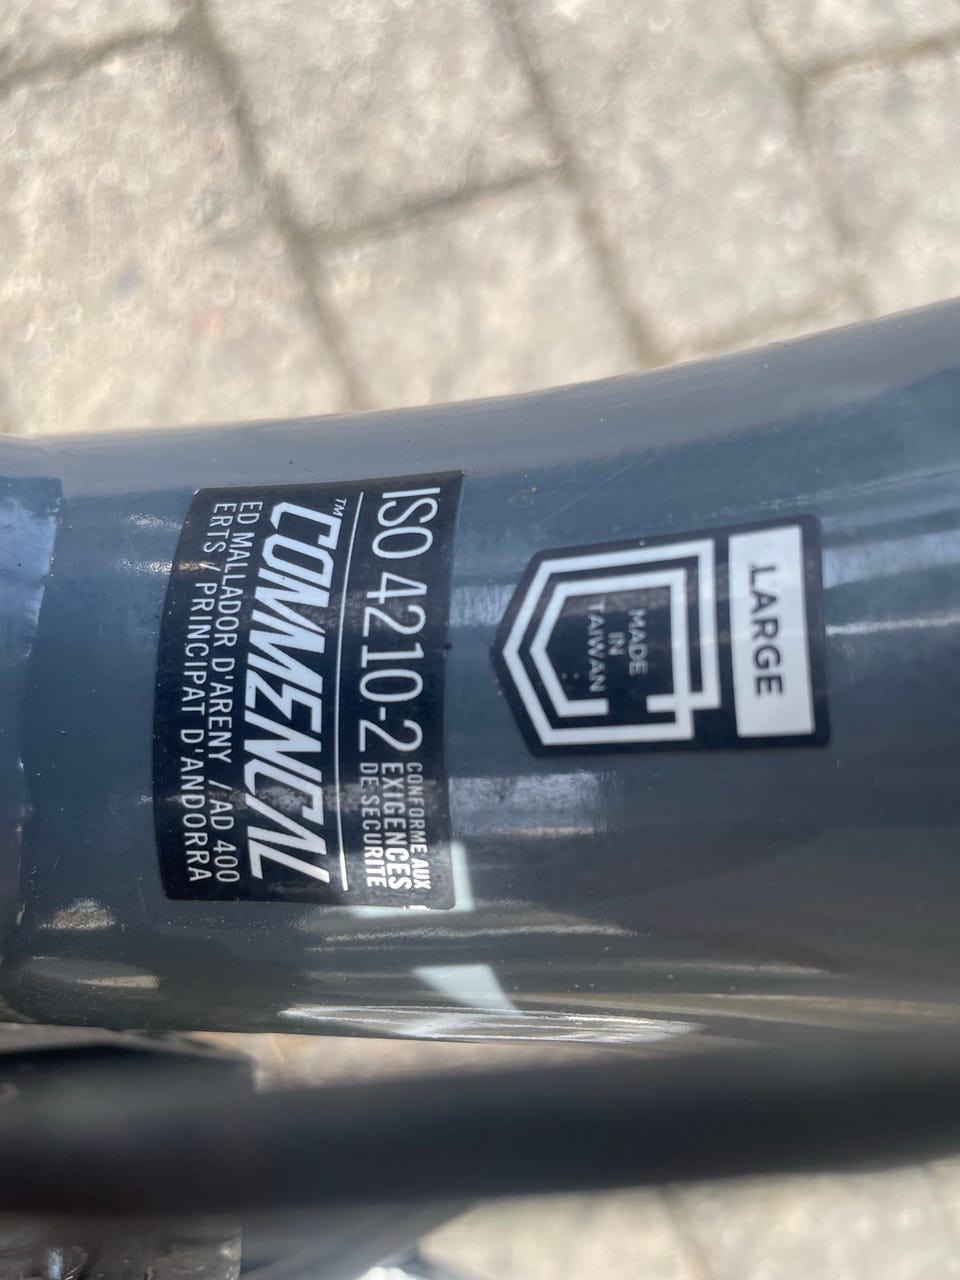 LARGE
MADE
IN
TAIWAN
ISO 4210-2
CONFORME AUX
EXIGENCES
DE SECURITE
COMMENCAL™
ED MALLADOR D'ARENY / AD 400
ERTS / PRINCIPAT D'ANDORRA